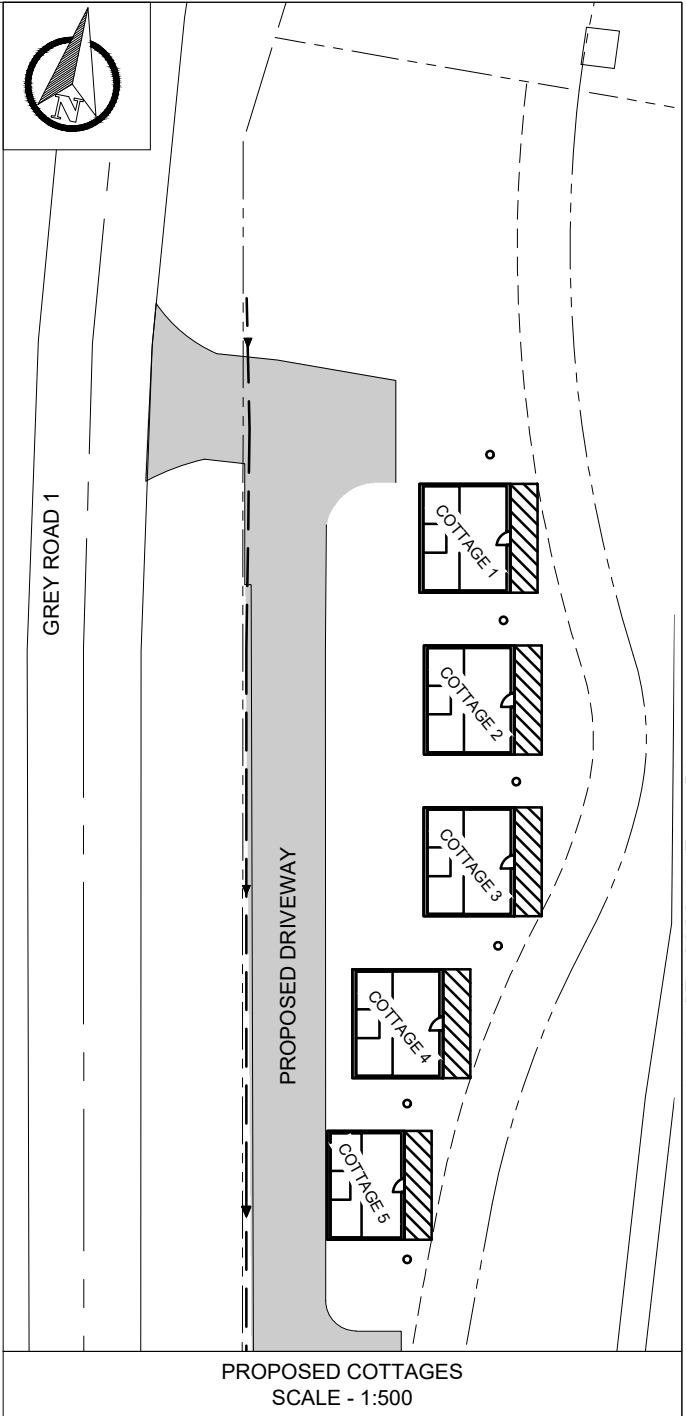 N
GREY ROAD 1
COTTAGE 1
COTTAGE 2
COTTAGE 3
PROPOSED DRIVEWAY
COTTAGE 4
COTTAGE 5
PROPOSED COTTAGES
SCALE - 1:500